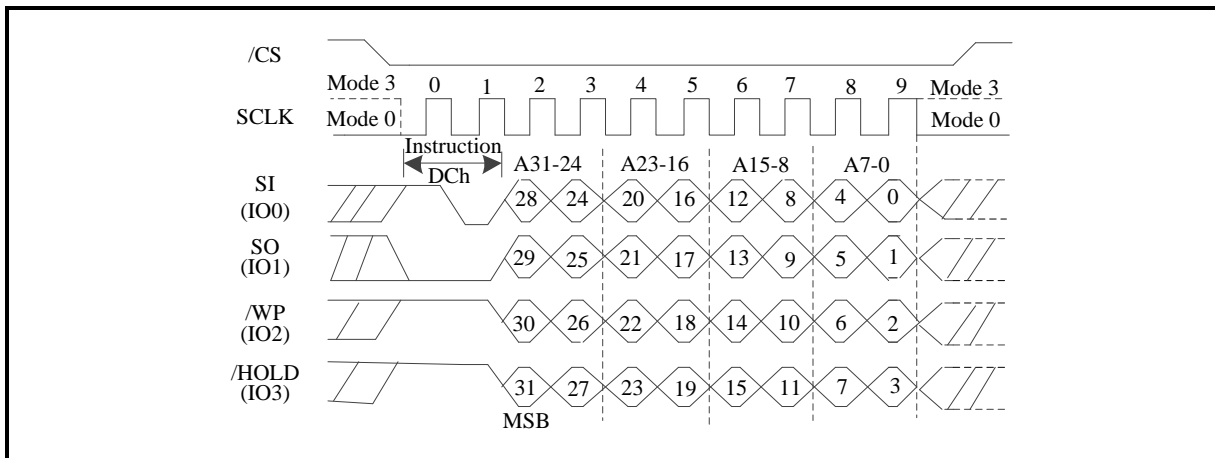 /CS
Mode 3 0 1 2 3 4 5 6 7 8 9 Mode 3
SCLK Mode 0 Mode 0
Instruction
DCh A31-24 A23-16 A15-8 A7-0
SI
(IO0) 28 24 20 16 12 8 4 0
SO
(IO1) 29 25 21 17 13 9 5 1
/WP
(IO2) 30 26 22 18 14 10 6 2
/HOLD
(IO3) 31 27 23 19 15 11 7 3
MSB